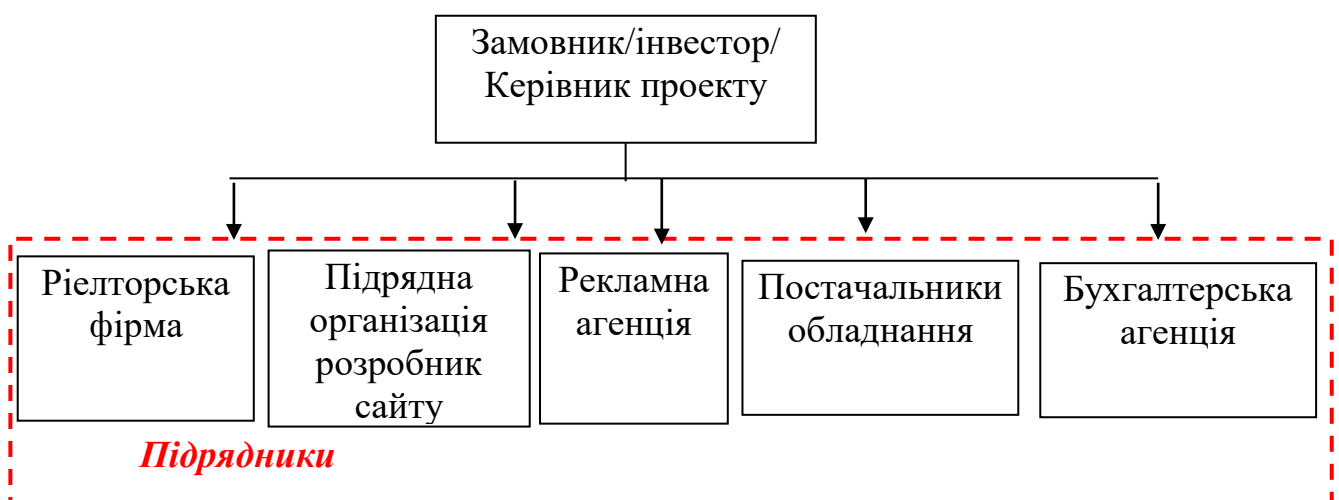 Замовник/інвестор/
Керівник проекту
Ріелторська
фірма
Підрядна
організація
розробник
сайту
Рекламна
агенція
Постачальники
обладнання
Бухгалтерська
агенція
Підрядники